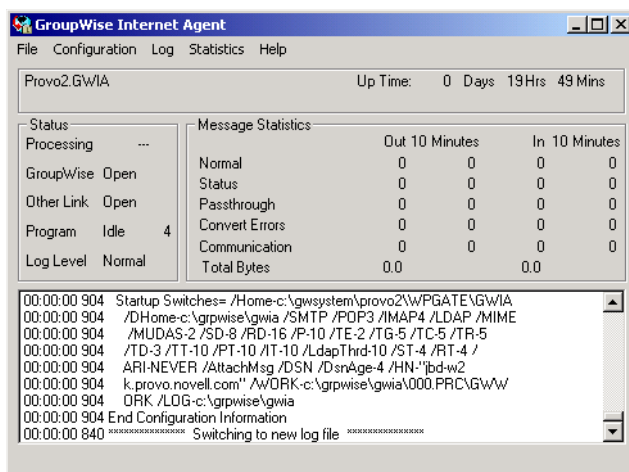 GroupWise Internet Agent
File Configuration Log Statistics Help
Provo2.GWIA Up Time: 0 Days 19 Hrs 49 Mins
Status
Processing ---
GroupWise Open
Other Link Open
Program Idle 4
Log Level Normal
Message Statistics
Out 10 Minutes In 10 Minutes
Normal 0 0 0 0
Status 0 0 0 0
Passthrough 0 0 0 0
Convert Errors 0 0 0 0
Communication 0 0 0 0
Total Bytes 0.0 0.0
00:00:00 904 Startup Switches= /Home-c:\gwsystem\provo2\WPGATE\GWIA
00:00:00 904 /DHome-c:\grpwise\gwia /SMTP /POP3 /IMAP4 /LDAP /MIME
00:00:00 904 /MUDAS-2 /SD-8 /RD-16 /P-10 /TE-2 /TG-5 /TC-5 /TR-5
00:00:00 904 /TD-3 /TT-10 /PT-10 /IT-10 /LdapThrd-10 /ST-4 /RT-4 /
00:00:00 904 ARI-NEVER /AttachMsg /DSN /DsnAge-4 /HN-"jbd-w2
00:00:00 904 k.provo.novell.com" /WORK-c:\grpwise\gwia\000.PRC\GWW
00:00:00 904 ORK /LOG-c:\grpwise\gwia
00:00:00 904 End Configuration Information
00:00:00 840 *************** Switching to new log file ***************